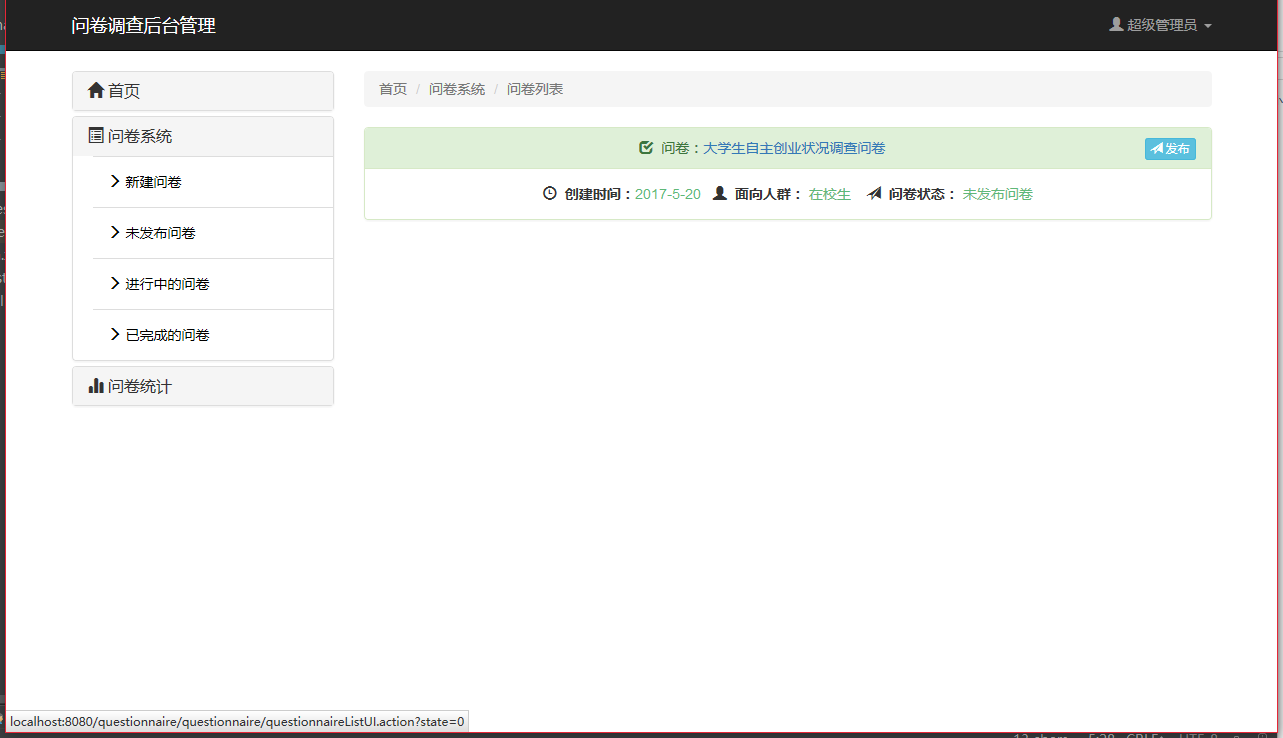 问卷调查后台管理
超级管理员
首页
首页 / 问卷系统 / 问卷列表
问卷系统
问卷：大学生自主创业状况调查问卷
发布
新建问卷
创建时间：2017-5-20 面向人群： 在校生 问卷状态： 未发布问卷
未发布问卷
进行中的问卷
已完成的问卷
问卷统计
localhost:8080/questionnaire/questionnaire/questionnaireListUI.action?state=0